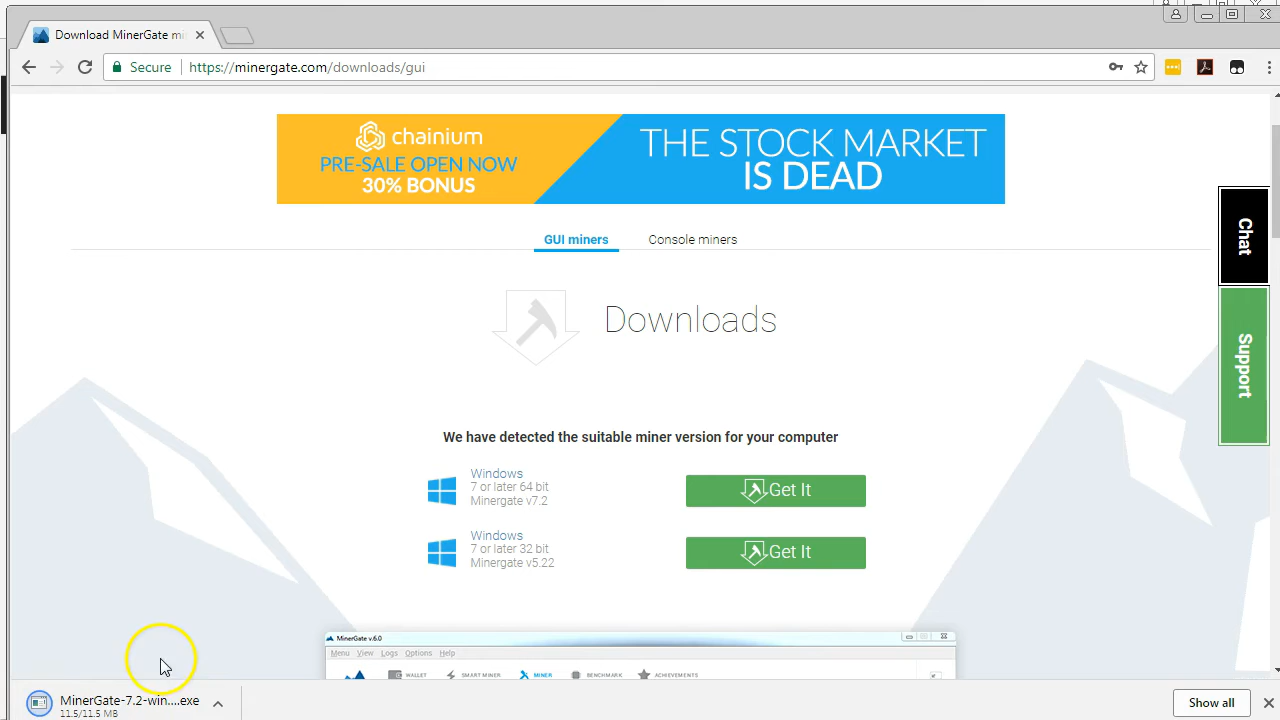 Download MinerGate mi
Secure
https://minergate.com/downloads/gui
chainium
PRE-SALE OPEN NOW
30% BONUS
THE STOCK MARKET
IS DEAD
GUI miners
Console miners
Chat
Support
Downloads
We have detected the suitable miner version for your computer
Windows
7 or later 64 bit
Minergate v7.2
Get It
Windows
7 or later 32 bit
Minergate v5.22
Get It
MinerGate v.6.0
Menu View Logs Options Help
WALLET SMART MINER MINER BENCHMARK ACHIEVEMENTS
MinerGate-7.2-win....exe
11.5/11.5 MB
Show all